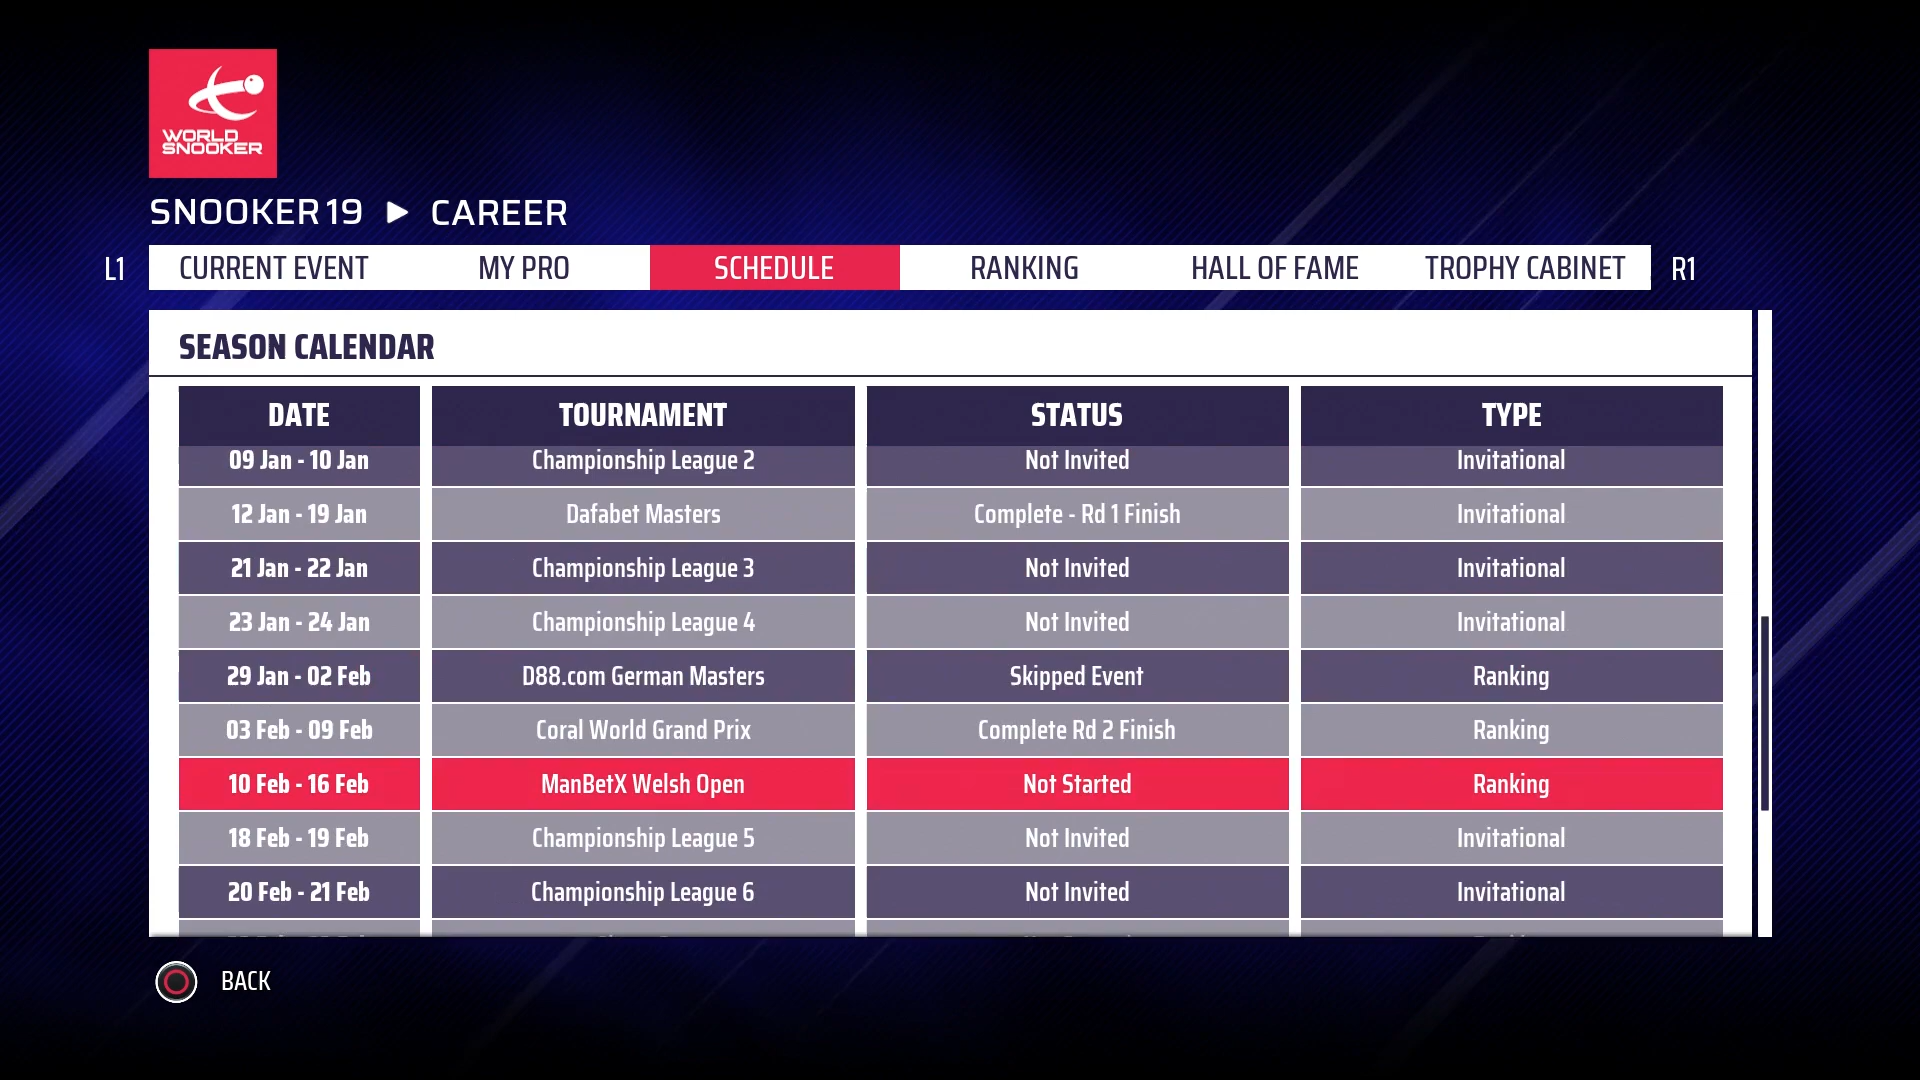 WORLD
SNOOKER
SNOOKER 19 ▶ CAREER
L1 CURRENT EVENT MY PRO SCHEDULE RANKING HALL OF FAME TROPHY CABINET R1
SEASON CALENDAR
DATE TOURNAMENT STATUS TYPE
09 Jan - 10 Jan Championship League 2 Not Invited Invitational
12 Jan - 19 Jan Dafabet Masters Complete - Rd 1 Finish Invitational
21 Jan - 22 Jan Championship League 3 Not Invited Invitational
23 Jan - 24 Jan Championship League 4 Not Invited Invitational
29 Jan - 02 Feb D88.com German Masters Skipped Event Ranking
03 Feb - 09 Feb Coral World Grand Prix Complete Rd 2 Finish Ranking
10 Feb - 16 Feb ManBetX Welsh Open Not Started Ranking
18 Feb - 19 Feb Championship League 5 Not Invited Invitational
20 Feb - 21 Feb Championship League 6 Not Invited Invitational
BACK